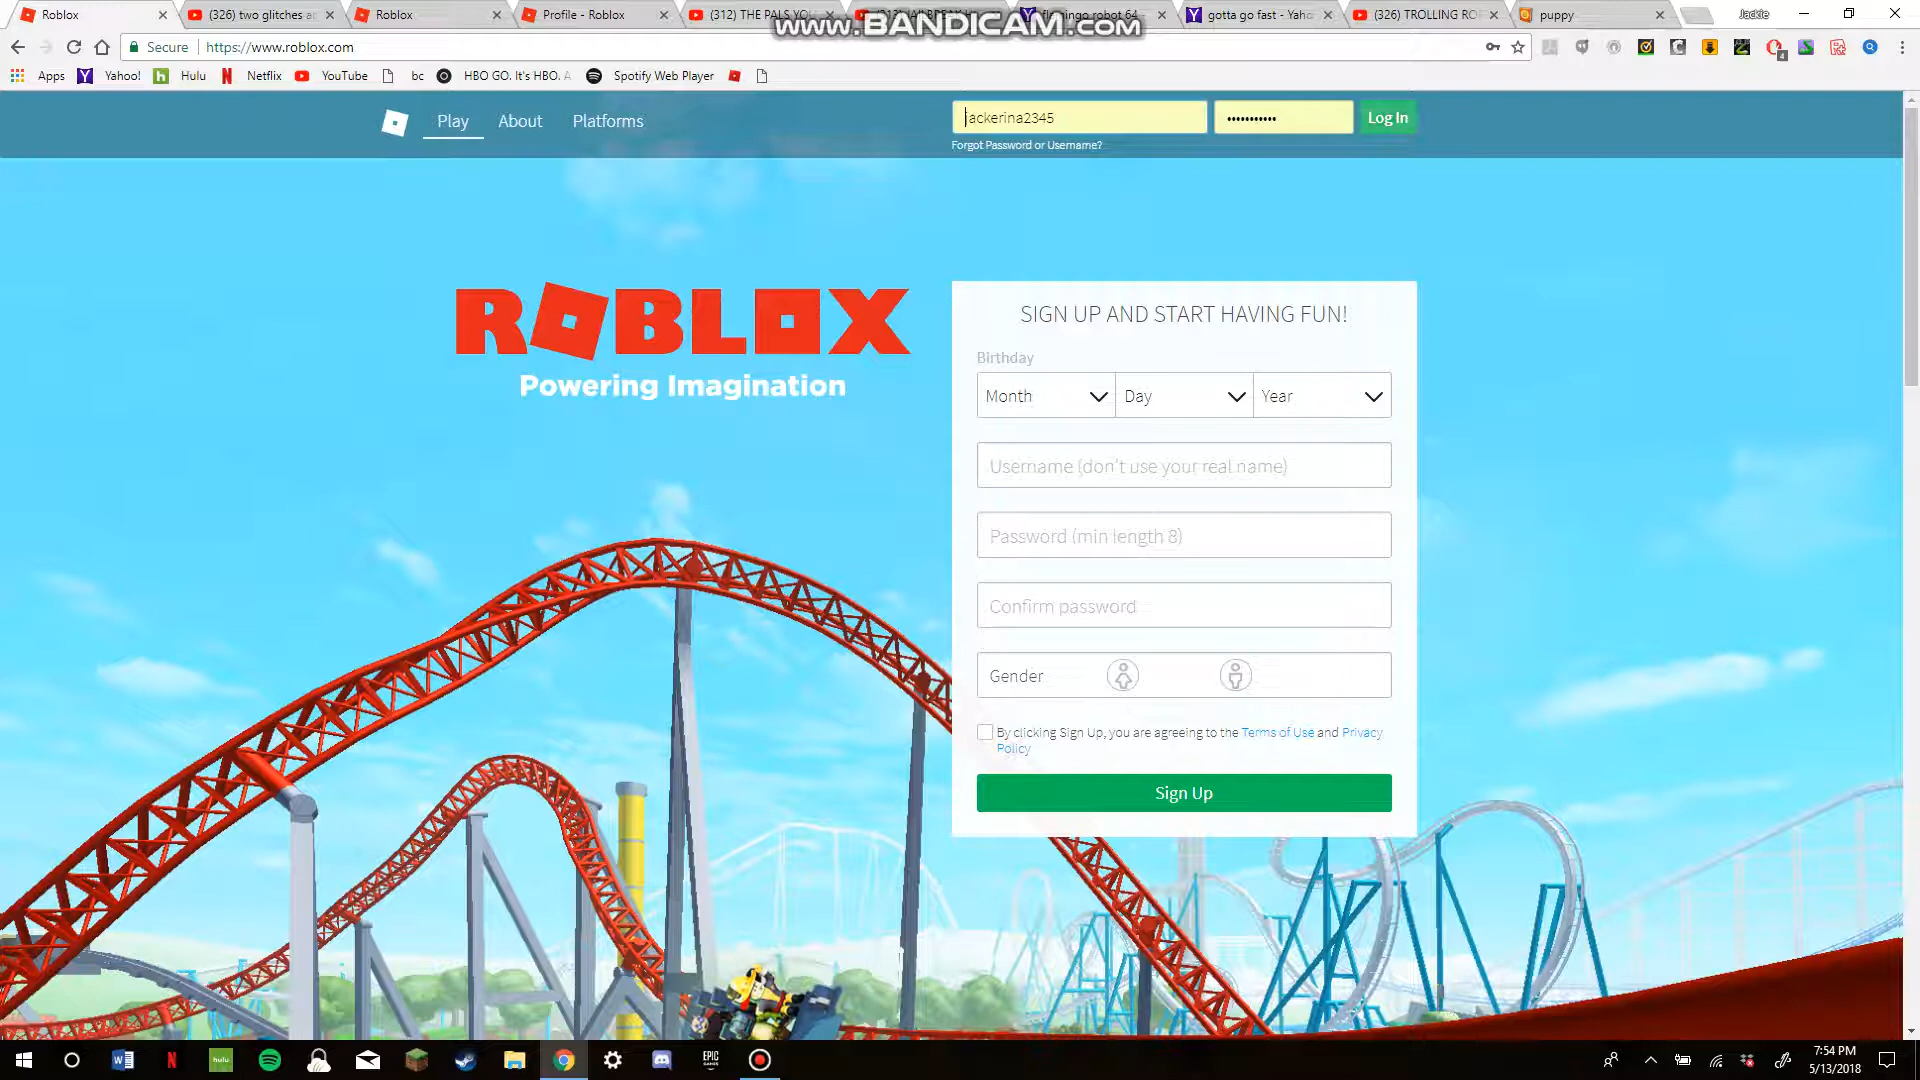 Roblox
(326) two glitches a
Roblox
Profile - Roblox
(312) THE PALS YO
gotta go fast - Yaho
(326) TROLLING RO
puppy
Jackie
www.BANDICAM.com
Secure
https://www.roblox.com
Apps
Yahoo!
Hulu
Netflix
YouTube
bc
HBO GO. It's HBO. A
Spotify Web Player
Play
About
Platforms
jackerina2345
•••••••••••
Log In
Forgot Password or Username?
ROBLOX
Powering Imagination
SIGN UP AND START HAVING FUN!
Birthday
Month
Day
Year
Username (don't use your real name)
Password (min length 8)
Confirm password
Gender
By clicking Sign Up, you are agreeing to the Terms of Use and Privacy
Policy
Sign Up
hulu
EPIC
GAMES
7:54 PM
5/13/2018